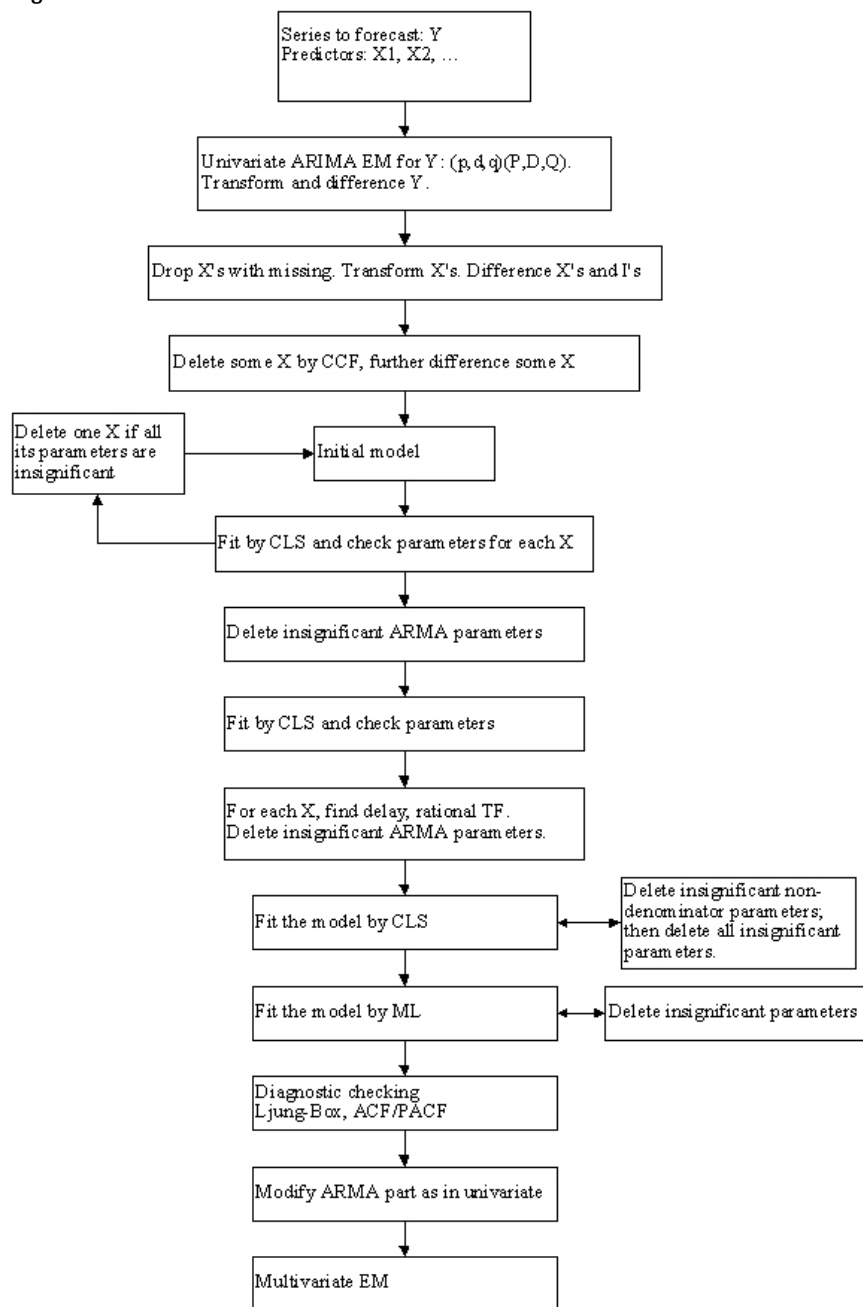 Series to forecast: Y
Predictors: X1, X2, ...
Univariate ARIMA EM for Y: (p,d,q)(P,D,Q).
Transform and difference Y.
Drop X's with missing. Transform X's. Difference X's and I's
Delete some X by CCF, further difference some X
Delete one X if all
its parameters are
insignificant
Initial model
Fit by CLS and check parameters for each X
Delete insignificant ARMA parameters
Fit by CLS and check parameters
For each X, find delay, rational TF.
Delete insignificant ARMA parameters.
Fit the model by CLS
Delete insignificant non-
denominator parameters;
then delete all insignificant
parameters.
Fit the model by ML
Delete insignificant parameters
Diagnostic checking
Ljung-Box, ACF/PACF
Modify ARMA part as in univariate
Multivariate EM